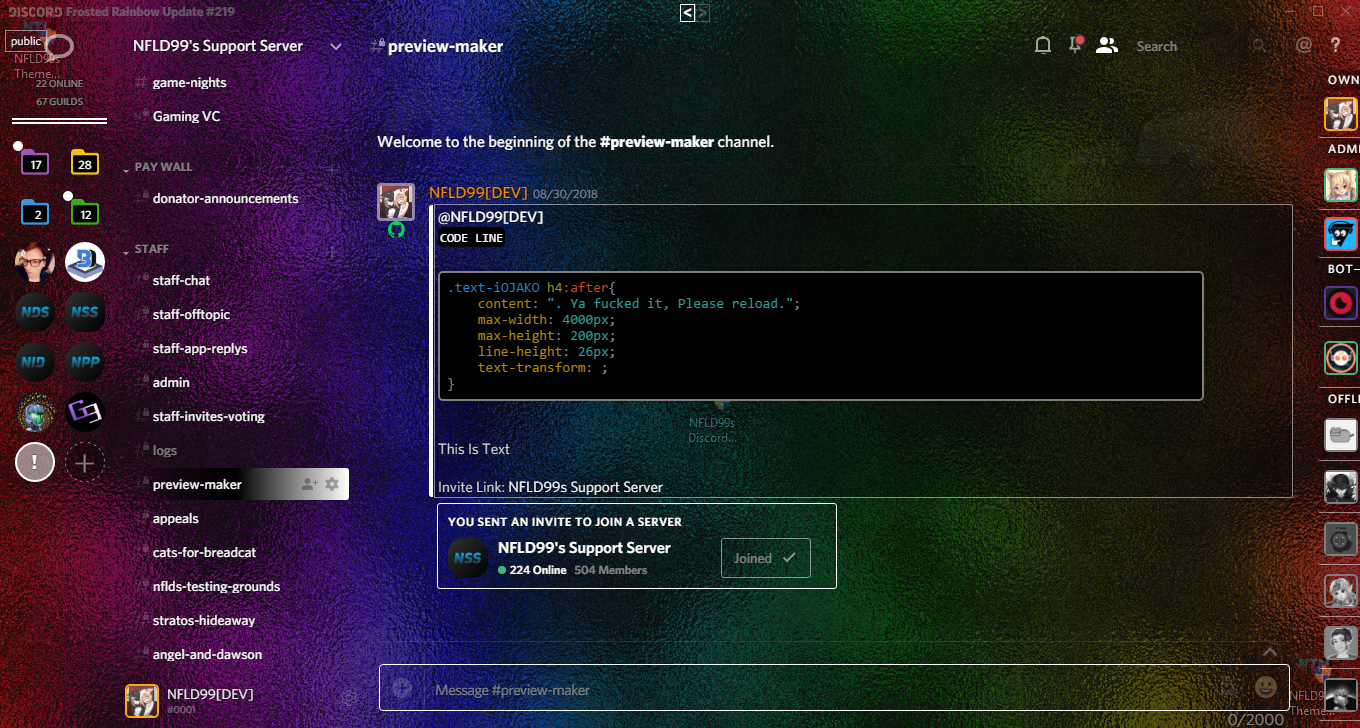 DISCORD Frosted Rainbow Update #219
< >
public
NFLD99s
Theme...
22 ONLINE
67 GUILDS
17
28
2
12
NDS
NSS
NID
NPP
!
NFLD99's Support Server
game-nights
Gaming VC
PAY WALL
donator-announcements
STAFF
staff-chat
staff-offtopic
staff-app-replys
admin
staff-invites-voting
logs
preview-maker
appeals
cats-for-breadcat
nflds-testing-grounds
stratos-hideaway
angel-and-dawson
NFLD99[DEV]
#0001
#preview-maker
Search
@
?
Welcome to the beginning of the #preview-maker channel.
NFLD99[DEV] 08/30/2018
@NFLD99[DEV]
CODE LINE
.text-iOJAKO h4:after{
content: ". Ya fucked it, Please reload.";
max-width: 4000px;
max-height: 200px;
line-height: 26px;
text-transform: ;
}
NFLD99s
Discord...
This Is Text
Invite Link: NFLD99s Support Server
YOU SENT AN INVITE TO JOIN A SERVER
NSS
NFLD99's Support Server
224 Online 504 Members
Joined
Message #preview-maker
0/2000
OWN
ADMI
BOT—
OFFLI
NFLD9
Theme...